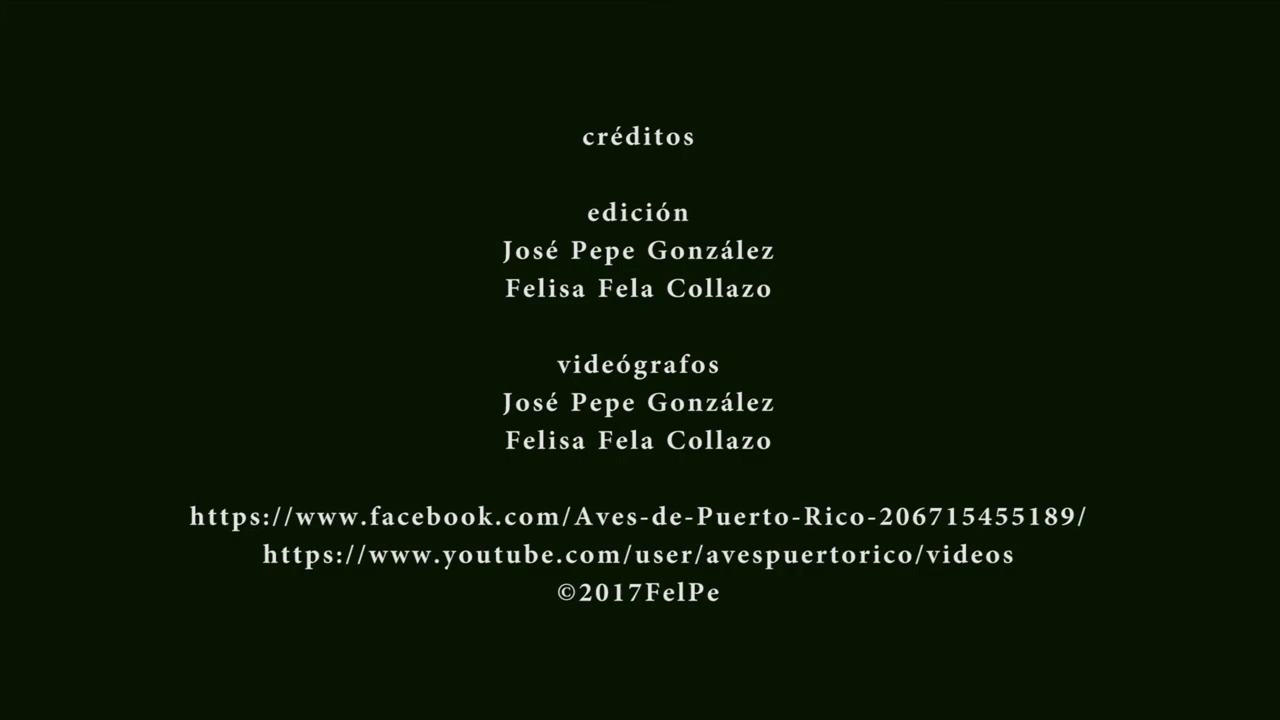 créditos
edición
José Pepe González
Felisa Fela Collazo
videógrafos
José Pepe González
Felisa Fela Collazo
https://www.facebook.com/Aves-de-Puerto-Rico-206715455189/
https://www.youtube.com/user/avespuertorico/videos
©2017FelPe